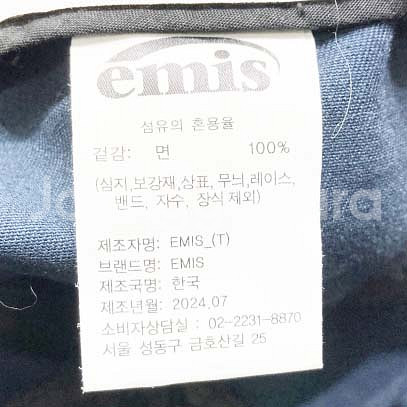 emis
섬유의 혼용율
겉감: 면 100%
(심지,보강재,상표, 무늬,레이스,
밴드, 자수, 장식 제외)
제조자명: EMIS_(T)
브랜드명: EMIS
제조국명: 한국
제조년월: 2024,07
소비자상담실 : 02-2231-8870
서울 성동구 금호산길 25